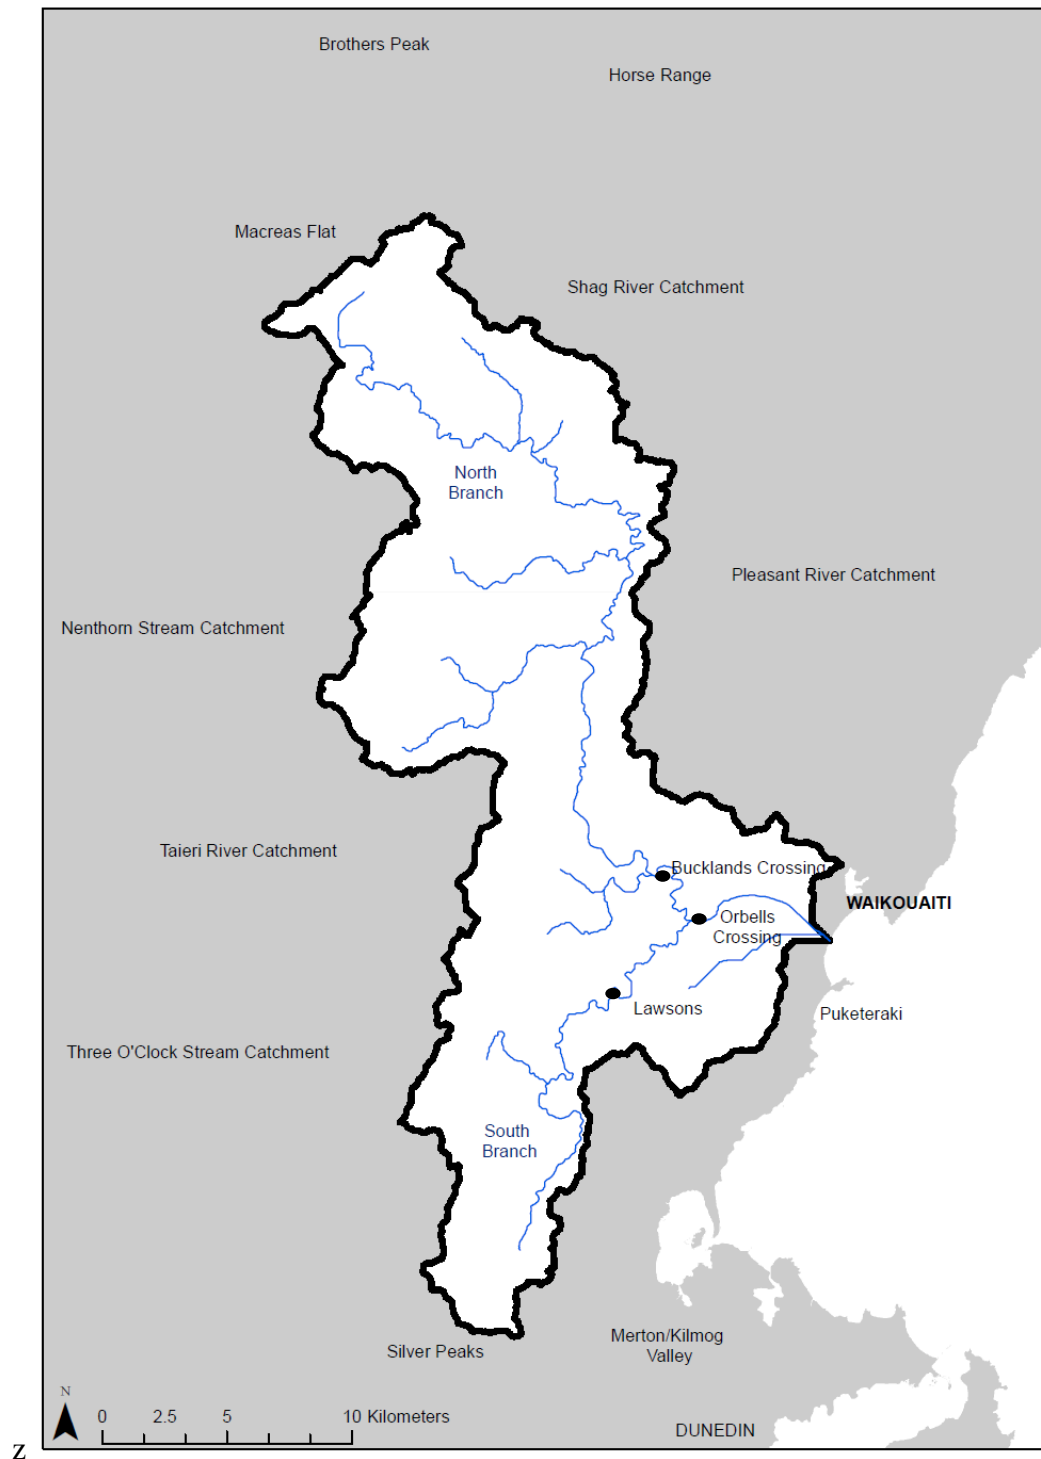 Brothers Peak
Horse Range
Macreas Flat
Shag River Catchment
North
Branch
Pleasant River Catchment
Nenthorn Stream Catchment
Taieri River Catchment
Bucklands Crossing
WAIKOUAITI
Orbells
Crossing
Lawsons
Puketeraki
Three O'Clock Stream Catchment
South
Branch
Merton/Kilmog
Valley
Silver Peaks
N
0 2.5 5 10 Kilometers
DUNEDIN
z